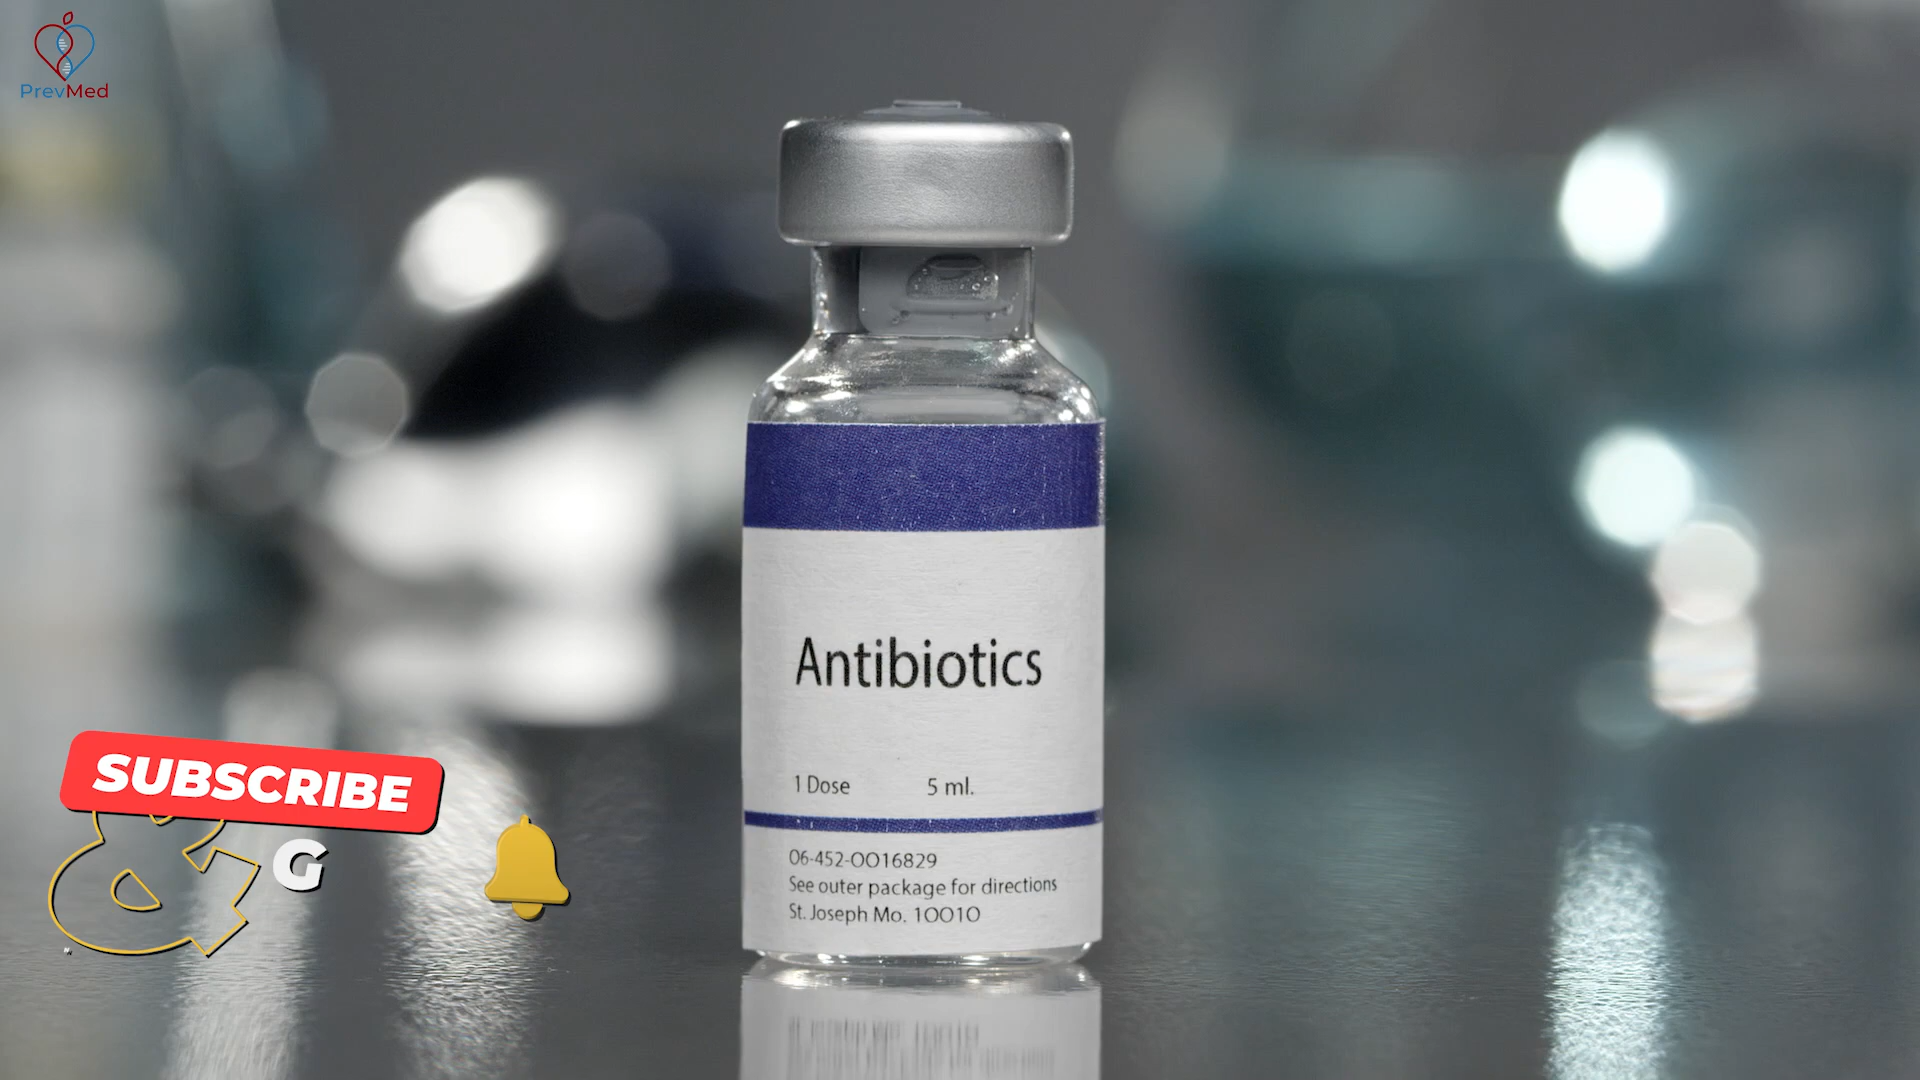 PrevMed
Antibiotics
1 Dose 5 ml.
06-452-0016829
See outer package for directions
St. Joseph Mo. 10010
SUBSCRIBE
& G